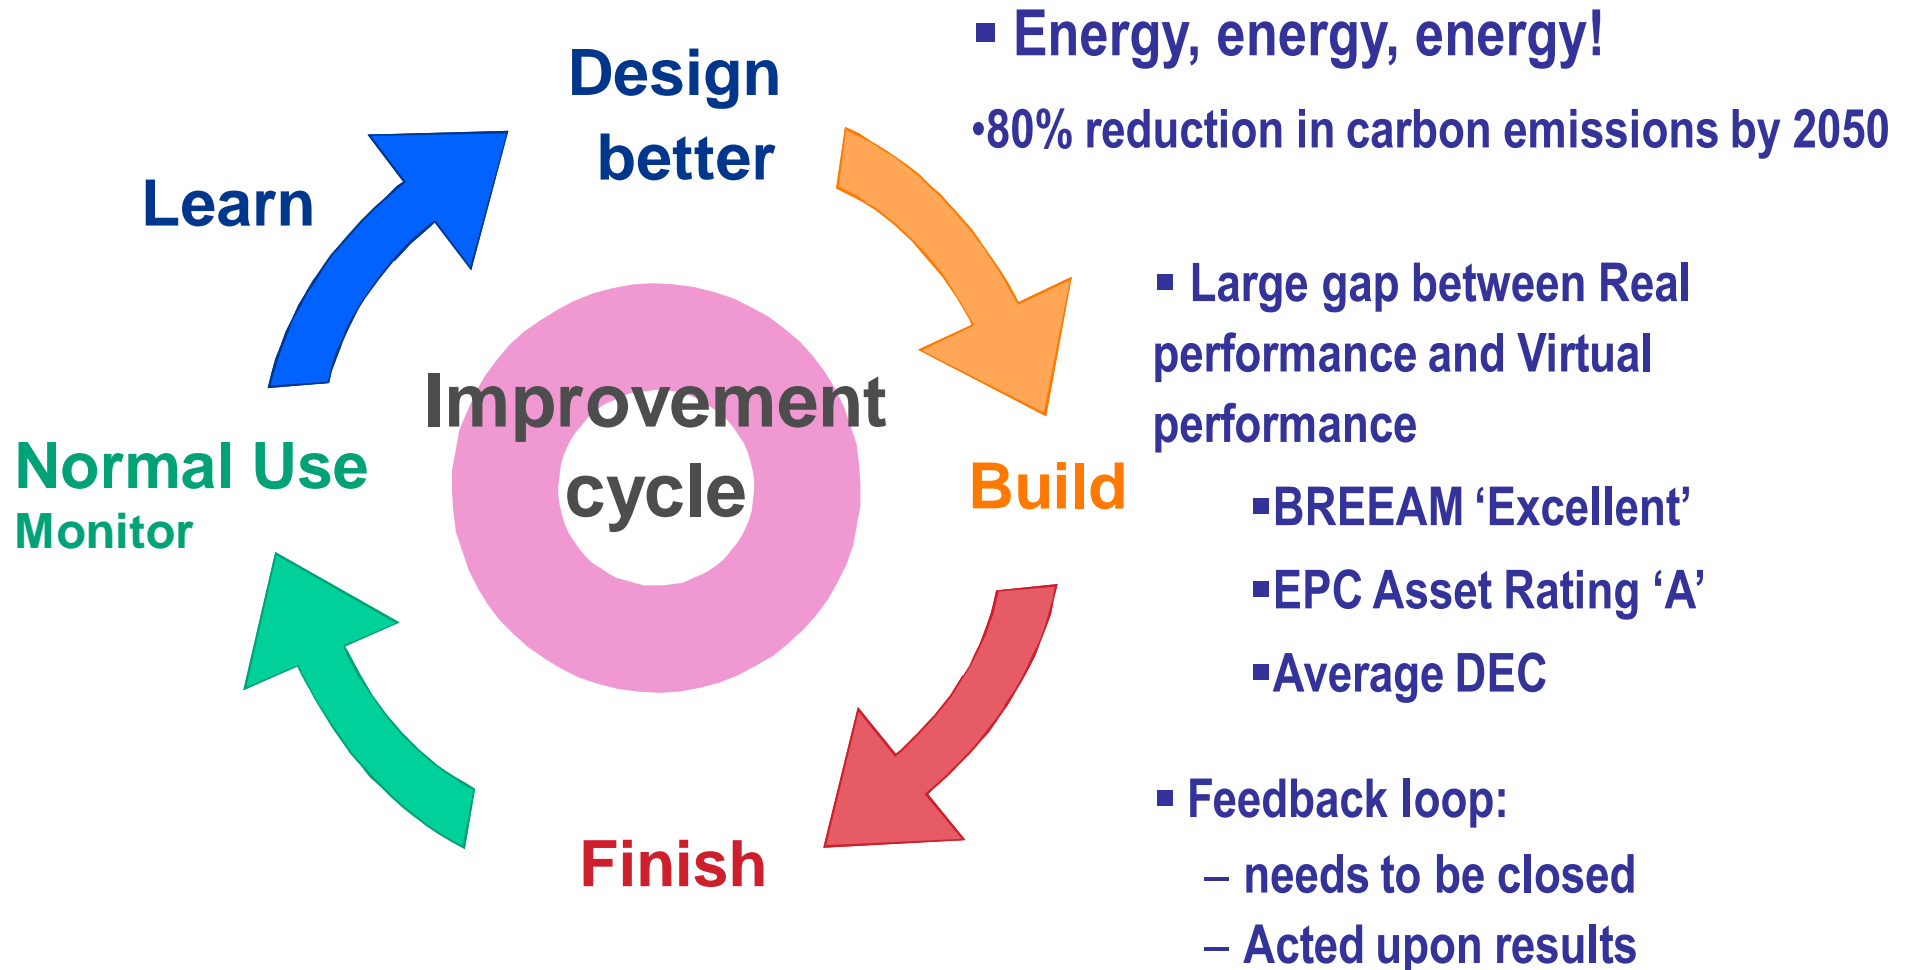 Design
better
Learn
Improvement
cycle
Normal Use
Monitor
Build
Finish
▪ Energy, energy, energy!
•80% reduction in carbon emissions by 2050
▪ Large gap between Real
performance and Virtual
performance
▪BREEAM ‘Excellent’
▪EPC Asset Rating ‘A’
▪Average DEC
▪ Feedback loop:
– needs to be closed
– Acted upon results